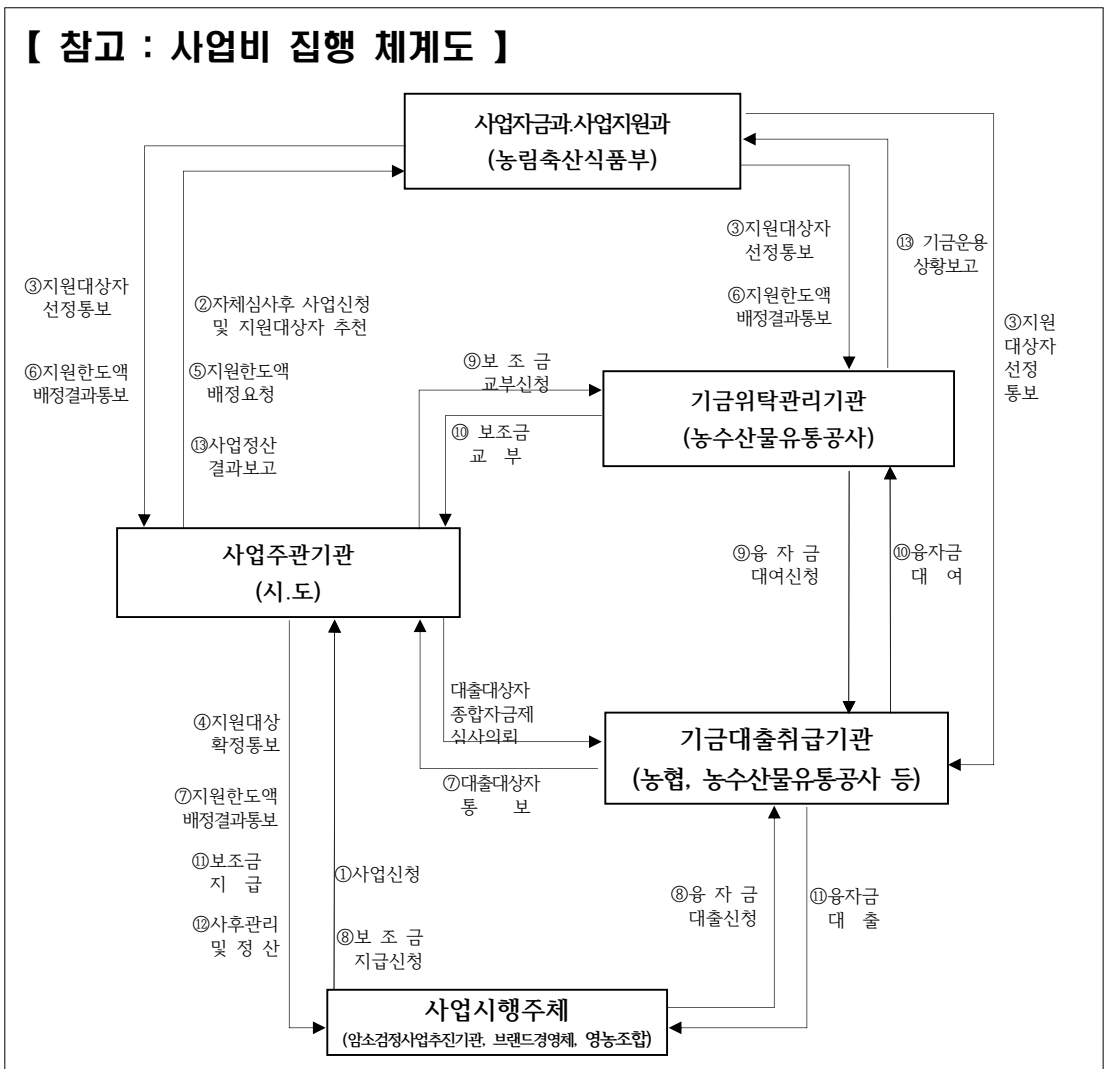 【 참고 : 사업비 집행 체계도 】
사업자금과.사업지원과
(농림축산식품부)
③지원대상자
선정통보
⑥지원한도액
배정결과통보
②자체심사후 사업신청
및 지원대상자 추천
⑤지원한도액
배정요청
⑬사업정산
결과보고
③지원대상자
선정통보
⑥지원한도액
배정결과통보
⑬ 기금운용
상황보고
③지원
대상자
선정
통보
⑨보 조 금
교부신청
⑩ 보조금
교 부
기금위탁관리기관
(농수산물유통공사)
사업주관기관
(시.도)
⑨융 자 금
대여신청
⑩융자금
대 여
④지원대상
확정통보
⑦지원한도액
배정결과통보
⑪보조금
지 급
⑫사후관리
및 정 산
①사업신청
⑧보 조 금
지급신청
대출대상자
종합자금제
심사의뢰
⑦대출대상자
통 보
기금대출취급기관
(농협, 농수산물유통공사 등)
⑧융 자 금
대출신청
⑪융자금
대 출
사업시행주체
(암소검정사업추진기관, 브랜드경영체, 영농조합)